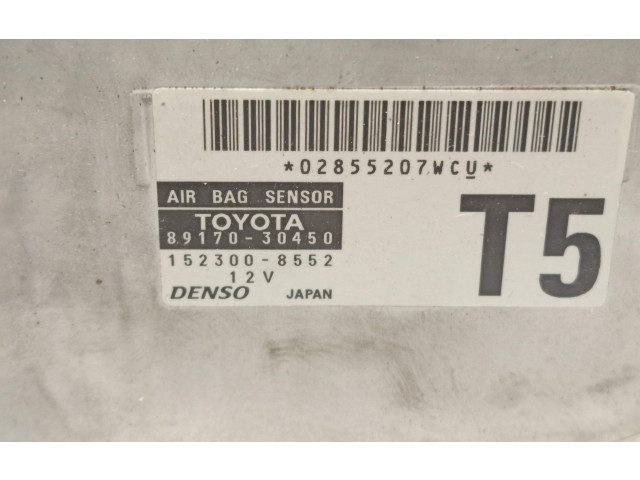 *02855207WCU*
AIR BAG SENSOR
TOYOTA
89170-30450
152300-8552
12V
DENSO JAPAN
T5